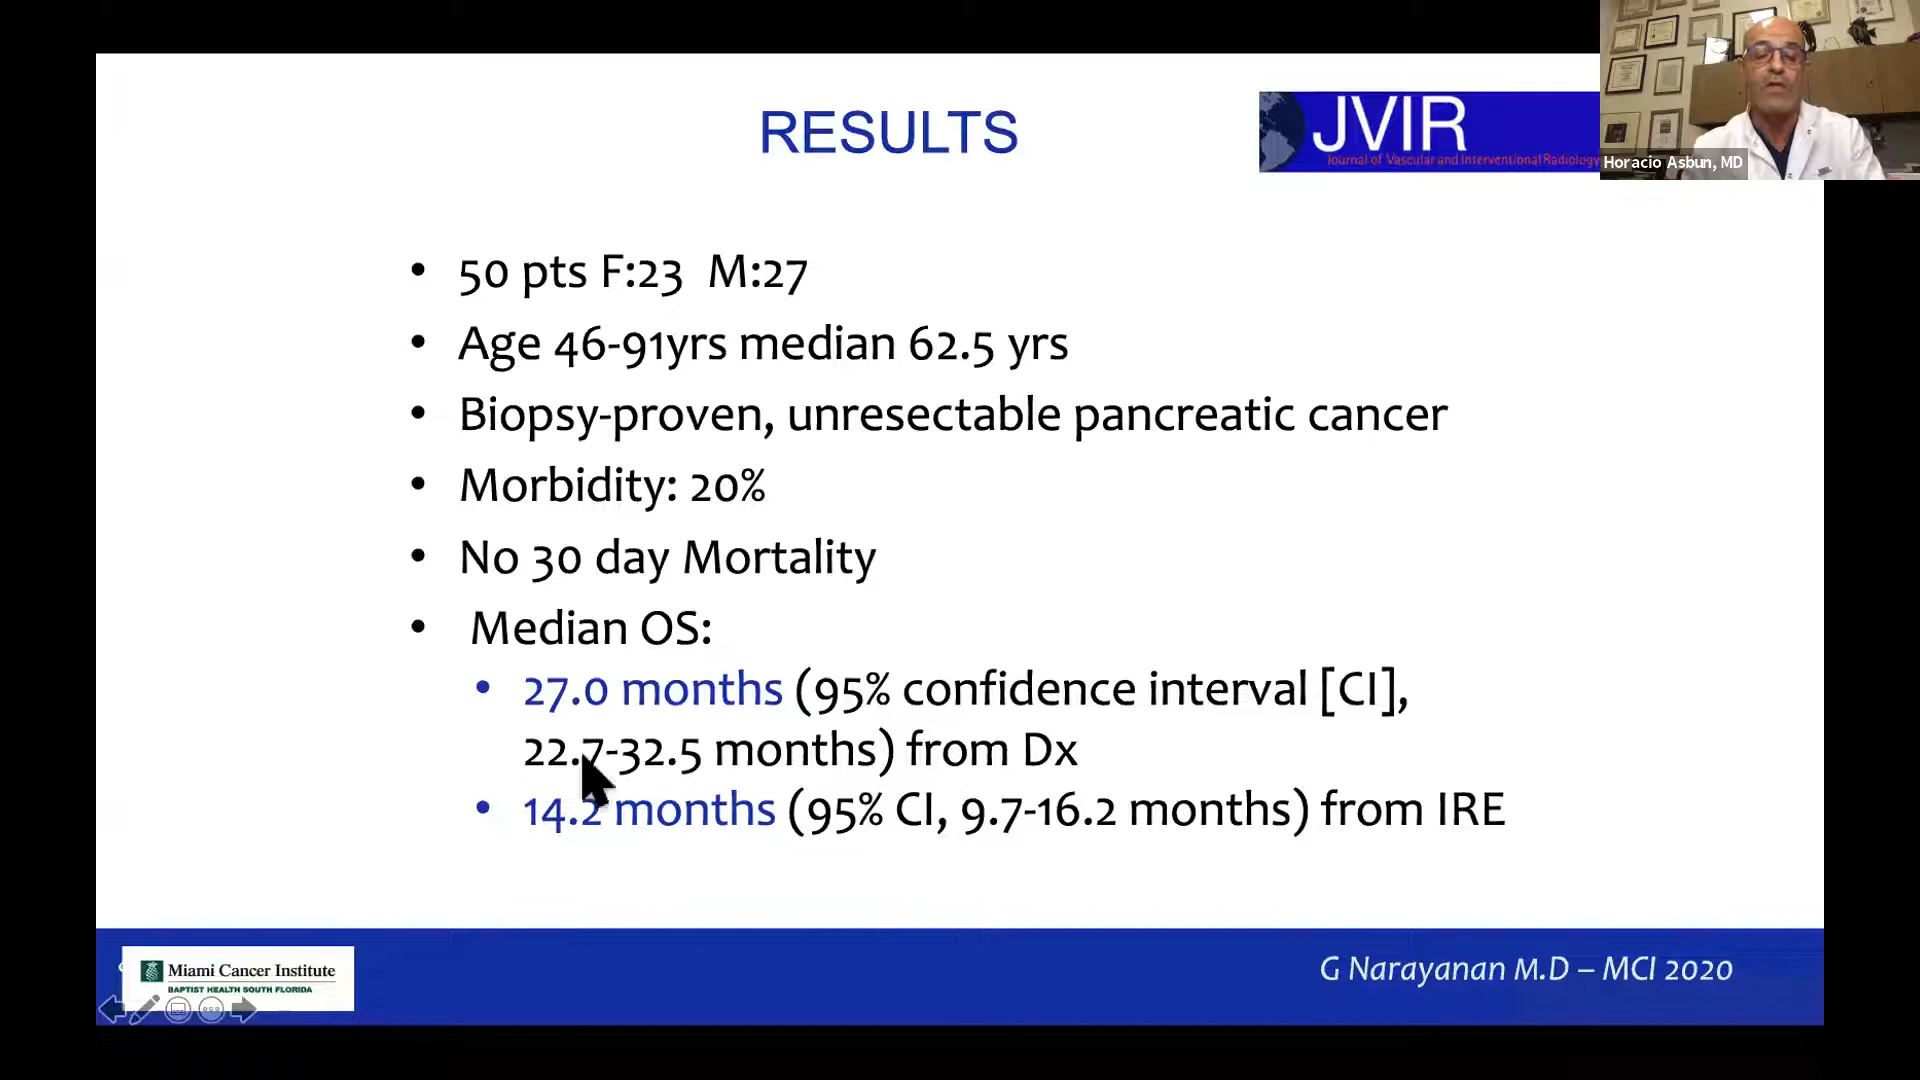 RESULTS
JVIR
Journal of Vascular and Interventional Radiology
Horacio Asbun, MD
• 50 pts F:23 M:27
• Age 46-91yrs median 62.5 yrs
• Biopsy-proven, unresectable pancreatic cancer
• Morbidity: 20%
• No 30 day Mortality
• Median OS:
• 27.0 months (95% confidence interval [CI],
22.7-32.5 months) from Dx
• 14.2 months (95% CI, 9.7-16.2 months) from IRE
Miami Cancer Institute
BAPTIST HEALTH SOUTH FLORIDA
G Narayanan M.D – MCI 2020